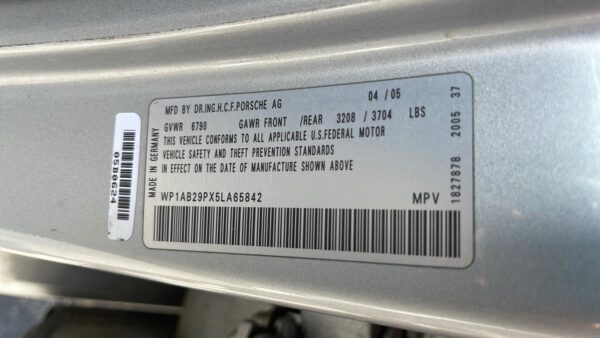 MFD BY DR.ING.H.C.F.PORSCHE AG 04/05
GVWR 6790 GAWR FRONT /REAR 3208 / 3704 LBS
THIS VEHICLE CONFORMS TO ALL APPLICABLE U.S.FEDERAL MOTOR
VEHICLE SAFETY AND THEFT PREVENTION STANDARDS
IN EFFECT ON THE DATE OF MANUFACTURE SHOWN ABOVE
WP1AB29PX5LA65842 MPV
MADE IN GERMANY
1827878 2005 37
05B0624